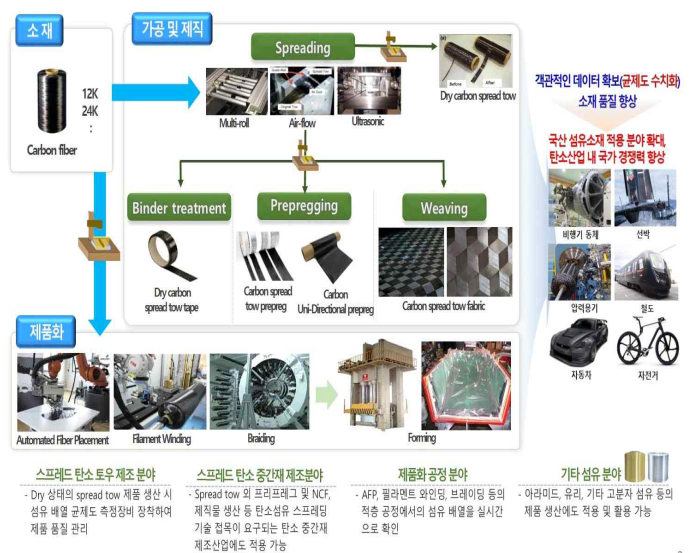 소 재
12K
24K
:
Carbon fiber
가공 및 제직
Spreading
Multi-roll
Air-flow
Ultrasonic
(a)
Before
After
Dry carbon spread tow
Binder treatment
Dry carbon
spread tow tape
Prepregging
Carbon spread
tow prepreg
Carbon
Uni-Directional prepreg
Weaving
Carbon spread tow fabric
객관적인 데이터 확보(균제도 수치화)
소재 품질 향상
국산 섬유소재 적용 분야 확대,
탄소산업 내 국가 경쟁력 향상
비행기 동체
선박
압력용기
철도
자동차
자전거
제품화
Automated Fiber Placement
Filament Winding
Braiding
Forming
스프레드 탄소 토우 제조 분야
- Dry 상태의 spread tow 제품 생산 시
섬유 배열 균제도 측정장비 장착하여
제품 품질 관리
스프레드 탄소 중간재 제조분야
- Spread tow 외 프리프레그 및 NCF,
제직물 생산 등 탄소섬유 스프레딩
기술 접목이 요구되는 탄소 중간재
제조산업에도 적용 가능
제품화 공정 분야
- AFP, 필라멘트 와인딩, 브레이딩 등의
적층 공정에서의 섬유 배열을 실시간
으로 확인
기타 섬유 분야
- 아라미드, 유리, 기타 고분자 섬유 등의
제품 생산에도 적용 및 활용 가능